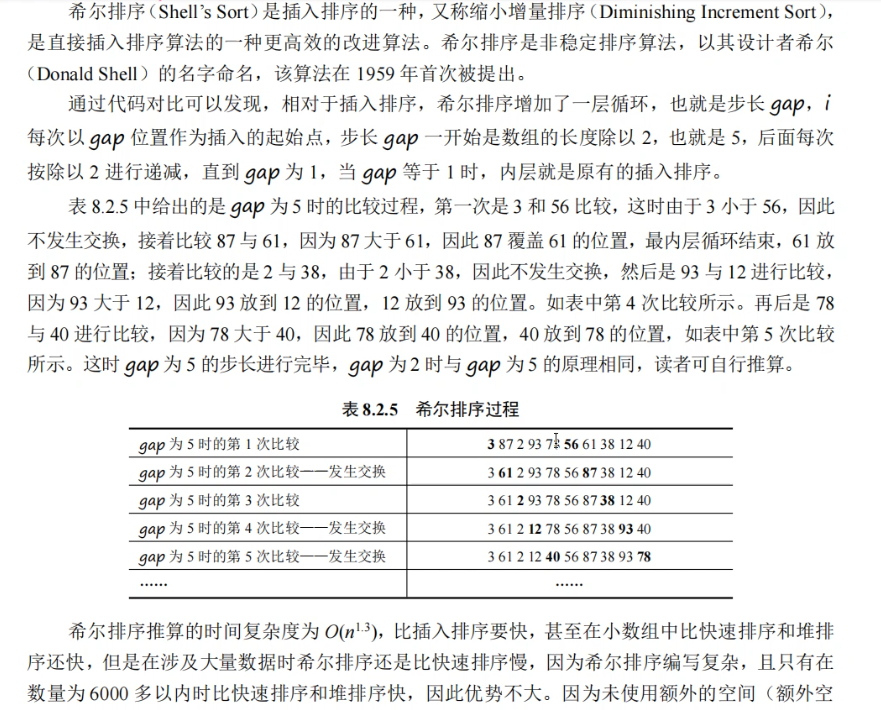 希尔排序(Shell's Sort)是插入排序的一种,又称缩小增量排序(Diminishing Increment Sort),
是直接插入排序算法的一种更高效的改进算法。希尔排序是非稳定排序算法,以其设计者希尔
(Donald Shell)的名字命名,该算法在 1959 年首次被提出。
通过代码对比可以发现,相对于插入排序,希尔排序增加了一层循环,也就是步长 gap,i
每次以 gap 位置作为插入的起始点,步长 gap 一开始是数组的长度除以 2,也就是 5,后面每次
按除以 2 进行递减,直到 gap 为 1,当 gap 等于 1 时,内层就是原有的插入排序。
表 8.2.5 中给出的是 gap 为 5 时的比较过程,第一次是 3 和 56 比较,这时由于 3 小于 56,因此
不发生交换,接着比较 87 与 61,因为 87 大于 61,因此 87 覆盖 61 的位置,最内层循环结束,61 放
到 87 的位置;接着比较的是 2 与 38,由于 2 小于 38,因此不发生交换,然后是 93 与 12 进行比较,
因为 93 大于 12,因此 93 放到 12 的位置,12 放到 93 的位置。如表中第 4 次比较所示。再后是 78
与 40 进行比较,因为 78 大于 40,因此 78 放到 40 的位置,40 放到 78 的位置,如表中第 5 次比较
所示。这时 gap 为 5 的步长进行完毕,gap 为 2 时与 gap 为 5 的原理相同,读者可自行推算。
表 8.2.5 希尔排序过程
gap 为 5 时的第 1 次比较 3 87 2 93 78 56 61 38 12 40
gap 为 5 时的第 2 次比较——发生交换 3 61 2 93 78 56 87 38 12 40
gap 为 5 时的第 3 次比较 3 61 2 93 78 56 87 38 12 40
gap 为 5 时的第 4 次比较——发生交换 3 61 2 12 78 56 87 38 93 40
gap 为 5 时的第 5 次比较——发生交换 3 61 2 12 40 56 87 38 93 78
…… ……
希尔排序推算的时间复杂度为 O(n^1.3),比插入排序要快,甚至在小数组中比快速排序和堆排
序还快,但是在涉及大量数据时希尔排序还是比快速排序慢,因为希尔排序编写复杂,且只有在
数量为 6000 多以内时比快速排序和堆排序快,因此优势不大。因为未使用额外的空间(额外空